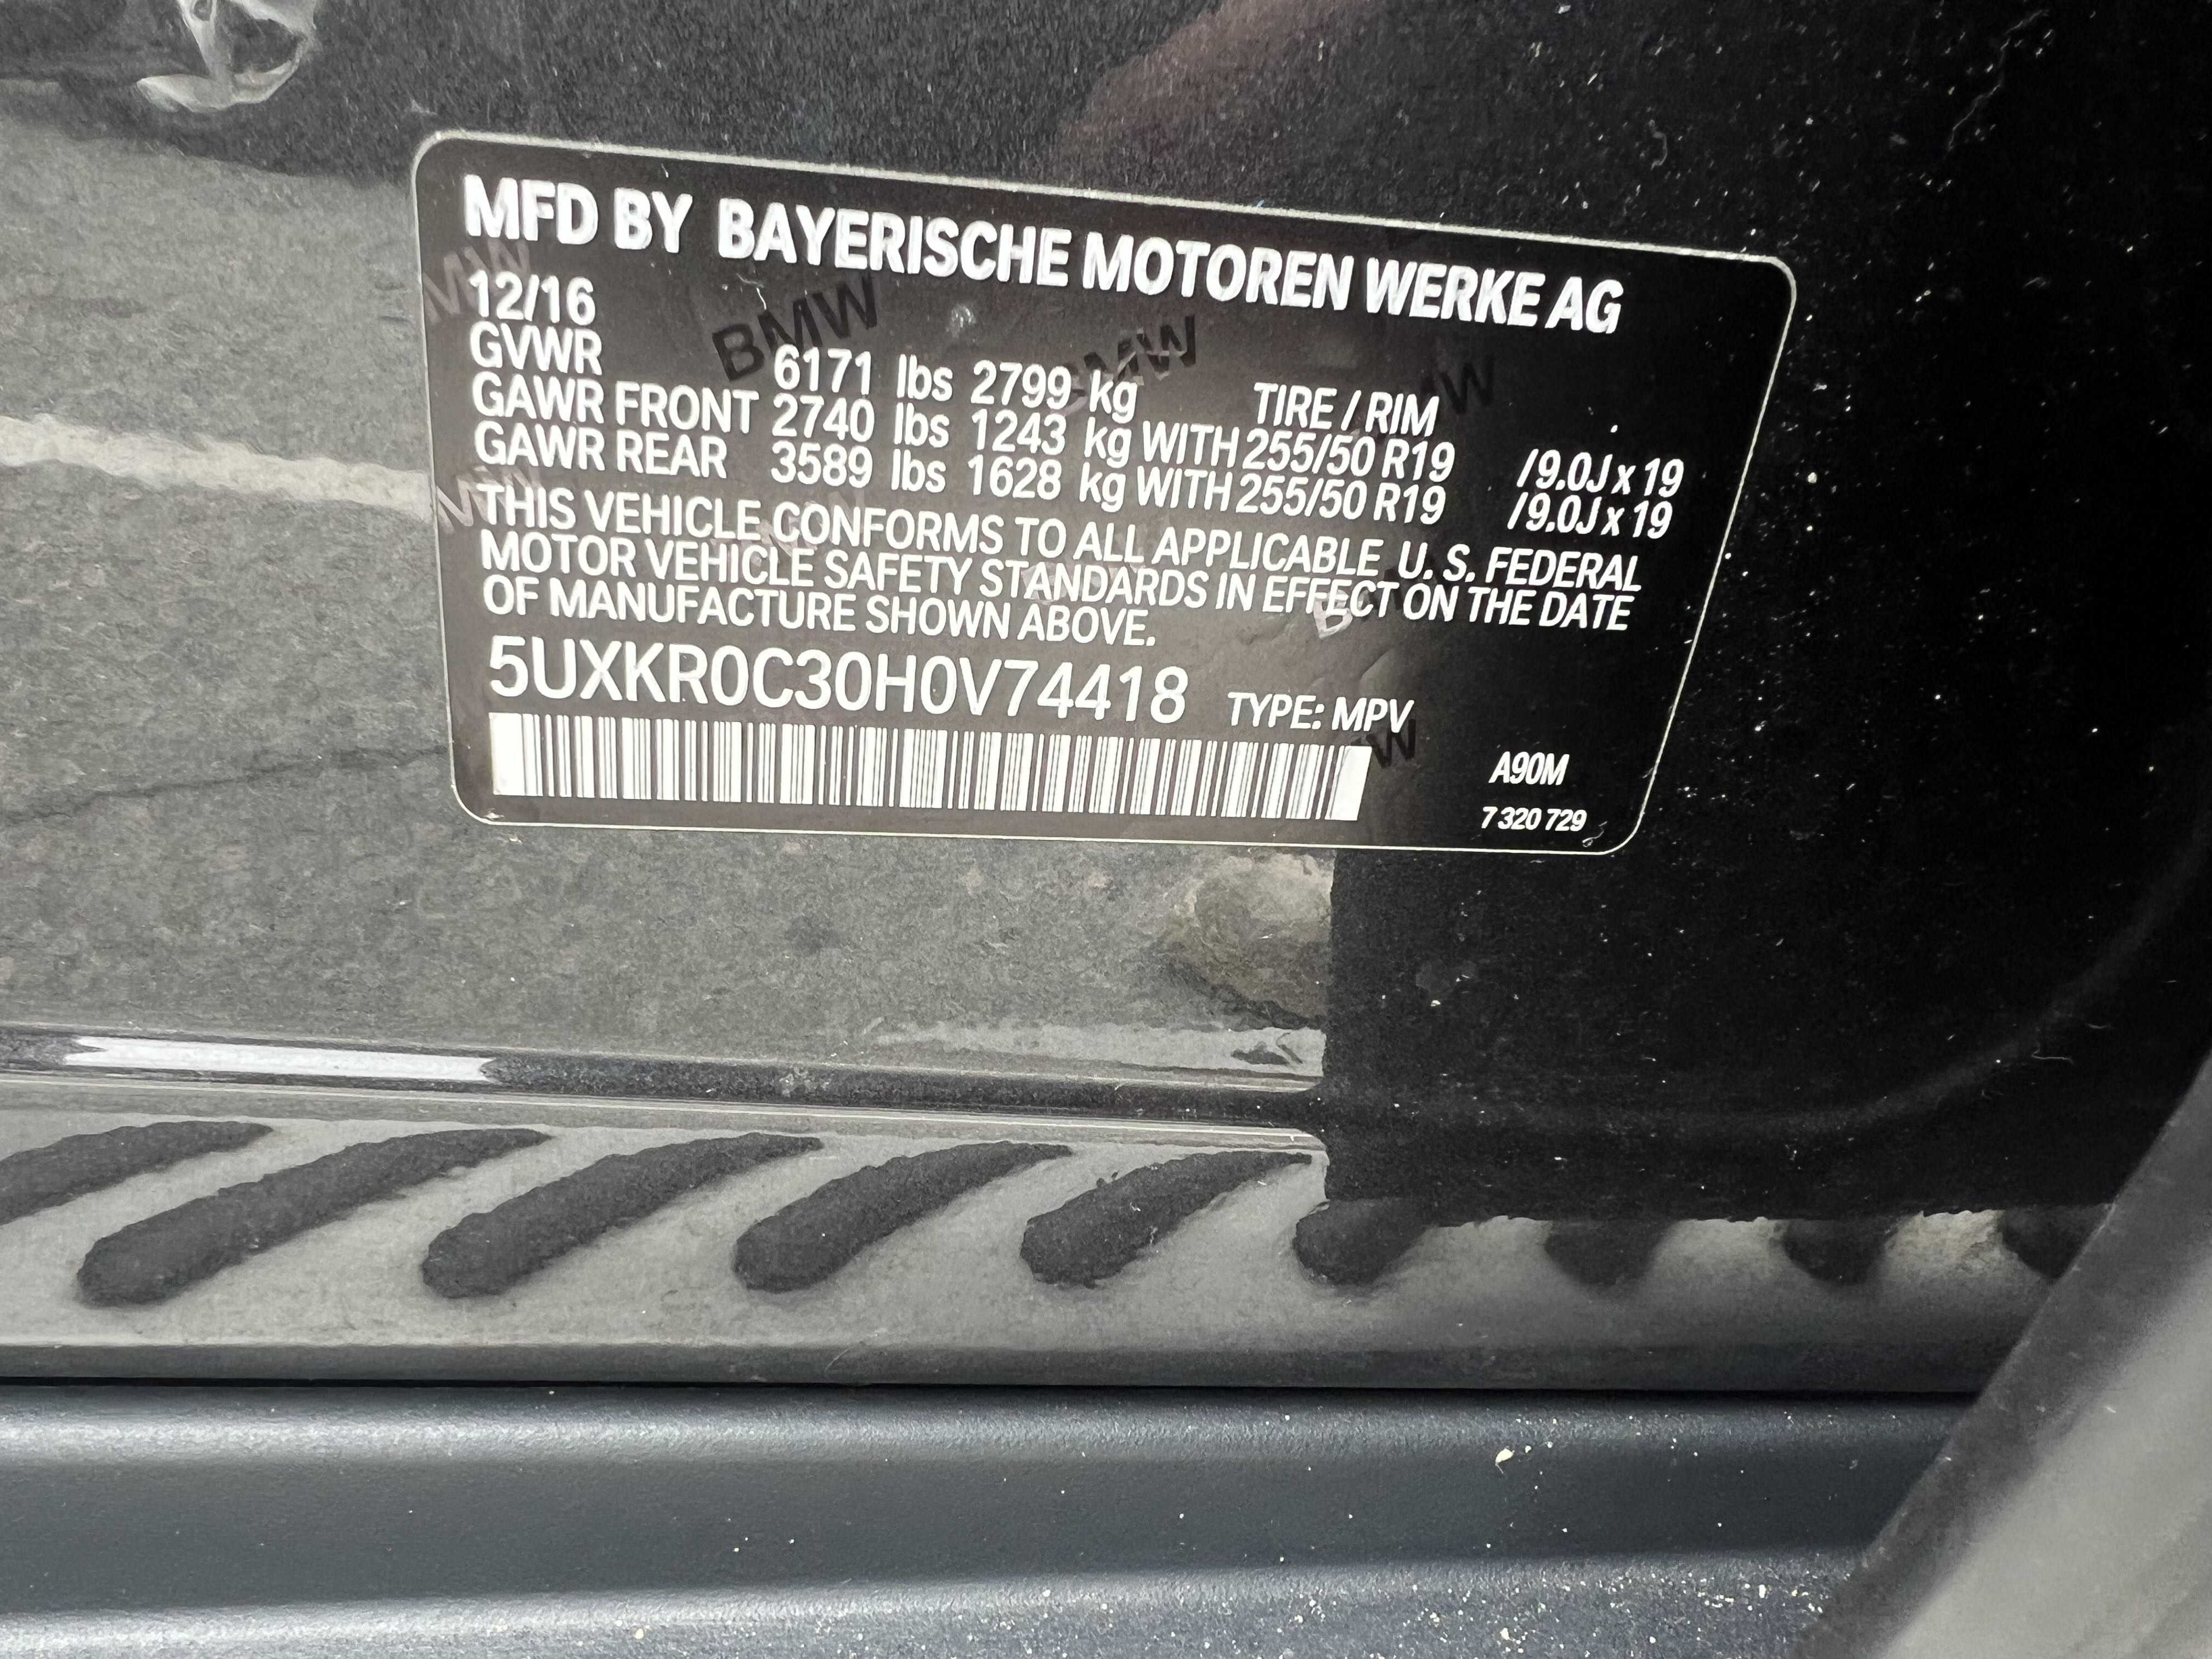 MFD BY BAYERISCHE MOTOREN WERKE AG
12/16
GVWR 6171 lbs 2799 kg TIRE / RIM
GAWR FRONT 2740 lbs 1243 kg WITH 255/50 R19 /9.0J x 19
GAWR REAR 3589 lbs 1628 kg WITH 255/50 R19 /9.0J x 19
THIS VEHICLE CONFORMS TO ALL APPLICABLE U. S. FEDERAL
MOTOR VEHICLE SAFETY STANDARDS IN EFFECT ON THE DATE
OF MANUFACTURE SHOWN ABOVE.
5UXKR0C30H0V74418 TYPE: MPV
A90M
7 320 729
BMW
BMW